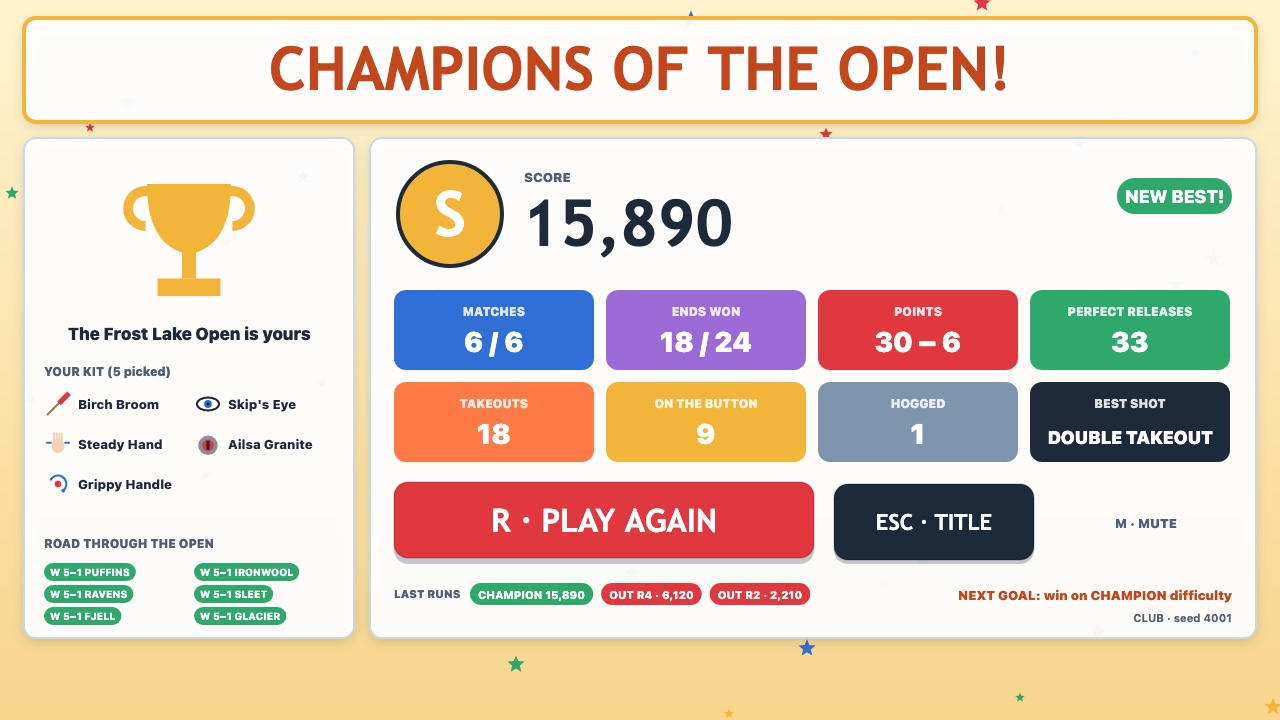 CHAMPIONS OF THE OPEN!
The Frost Lake Open is yours
YOUR KIT (5 picked)
Birch Broom
Skip's Eye
Steady Hand
Ailsa Granite
Grippy Handle
ROAD THROUGH THE OPEN
W 5–1 PUFFINS
W 5–1 IRONWOOL
W 5–1 RAVENS
W 5–1 SLEET
W 5–1 FJELL
W 5–1 GLACIER
S
SCORE
15,890
NEW BEST!
MATCHES
6 / 6
ENDS WON
18 / 24
POINTS
30 – 6
PERFECT RELEASES
33
TAKEOUTS
18
ON THE BUTTON
9
HOGGED
1
BEST SHOT
DOUBLE TAKEOUT
R · PLAY AGAIN
ESC · TITLE
M · MUTE
LAST RUNS
CHAMPION 15,890
OUT R4 · 6,120
OUT R2 · 2,210
NEXT GOAL: win on CHAMPION difficulty
CLUB · seed 4001